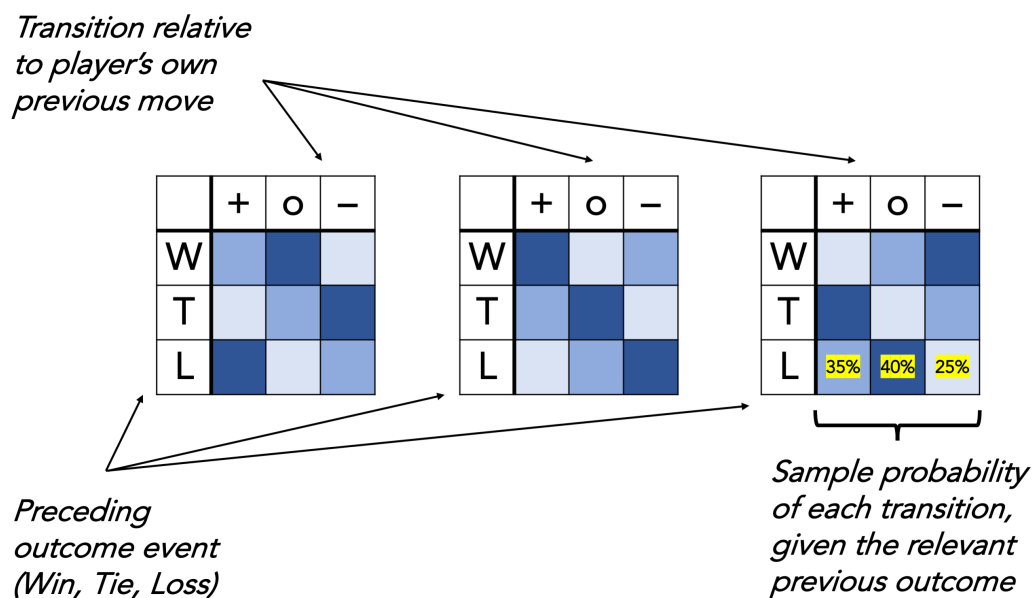 Transition relative
to player's own
previous move
+ o –
W
T
L
+ o –
W
T
L
+ o –
W
T
L 35% 40% 25%
Preceding
outcome event
(Win, Tie, Loss)
Sample probability
of each transition,
given the relevant
previous outcome